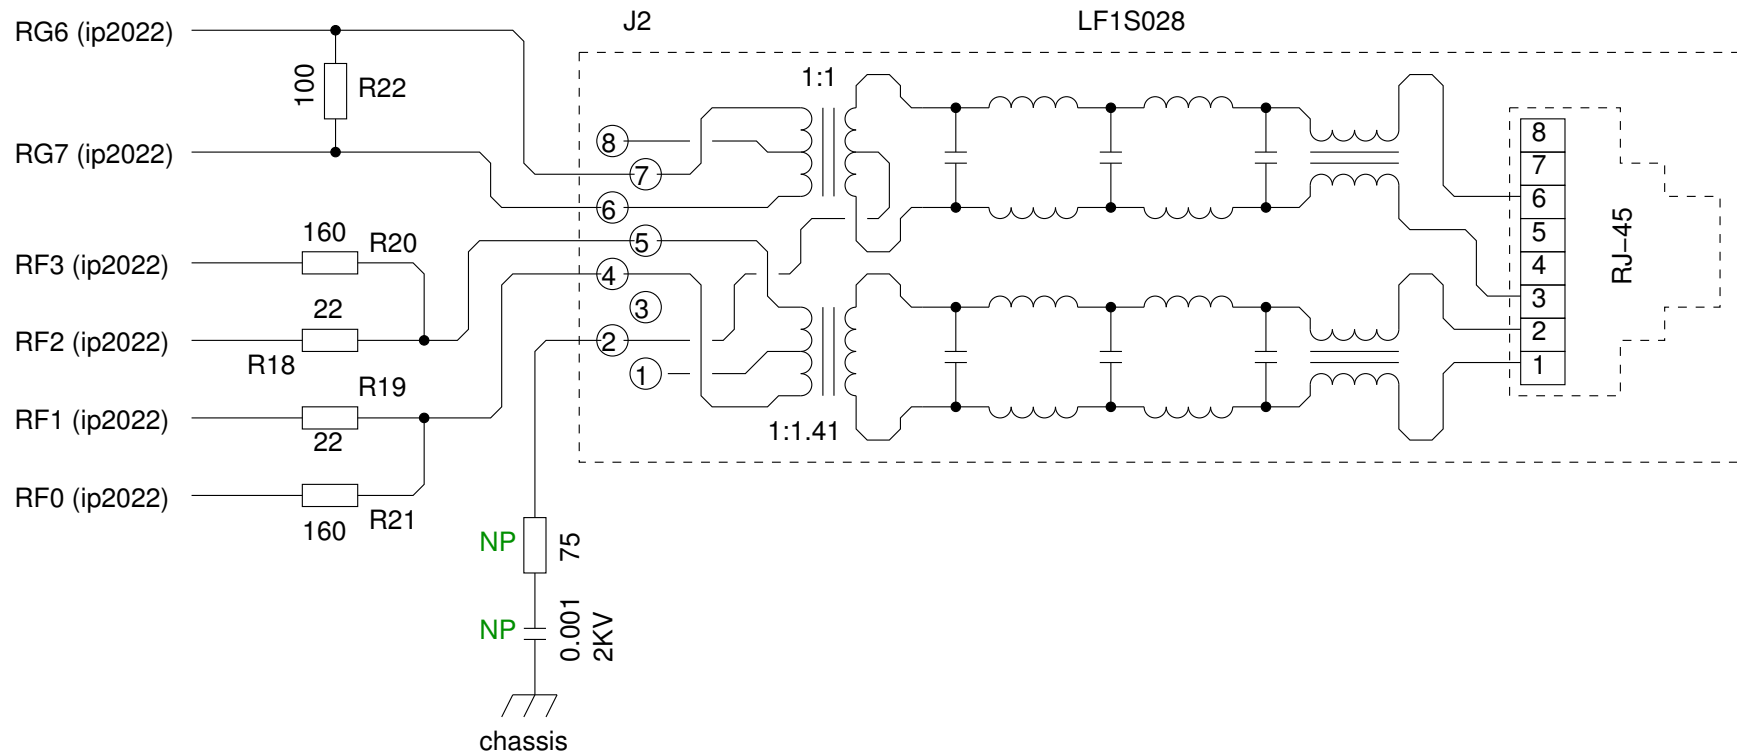 RG6 (ip2022)
J2
LF1S028
1:1
100
R22
RG7 (ip2022)
8
7
6
5
4
3
2
1
160
R20
RF3 (ip2022)
22
RF2 (ip2022)
R18
R19
RF1 (ip2022)
22
RF0 (ip2022)
R21
160
1:1.41
8
7
6
5
4
3
2
1
RJ-45
NP
75
NP
0.001
2KV
chassis